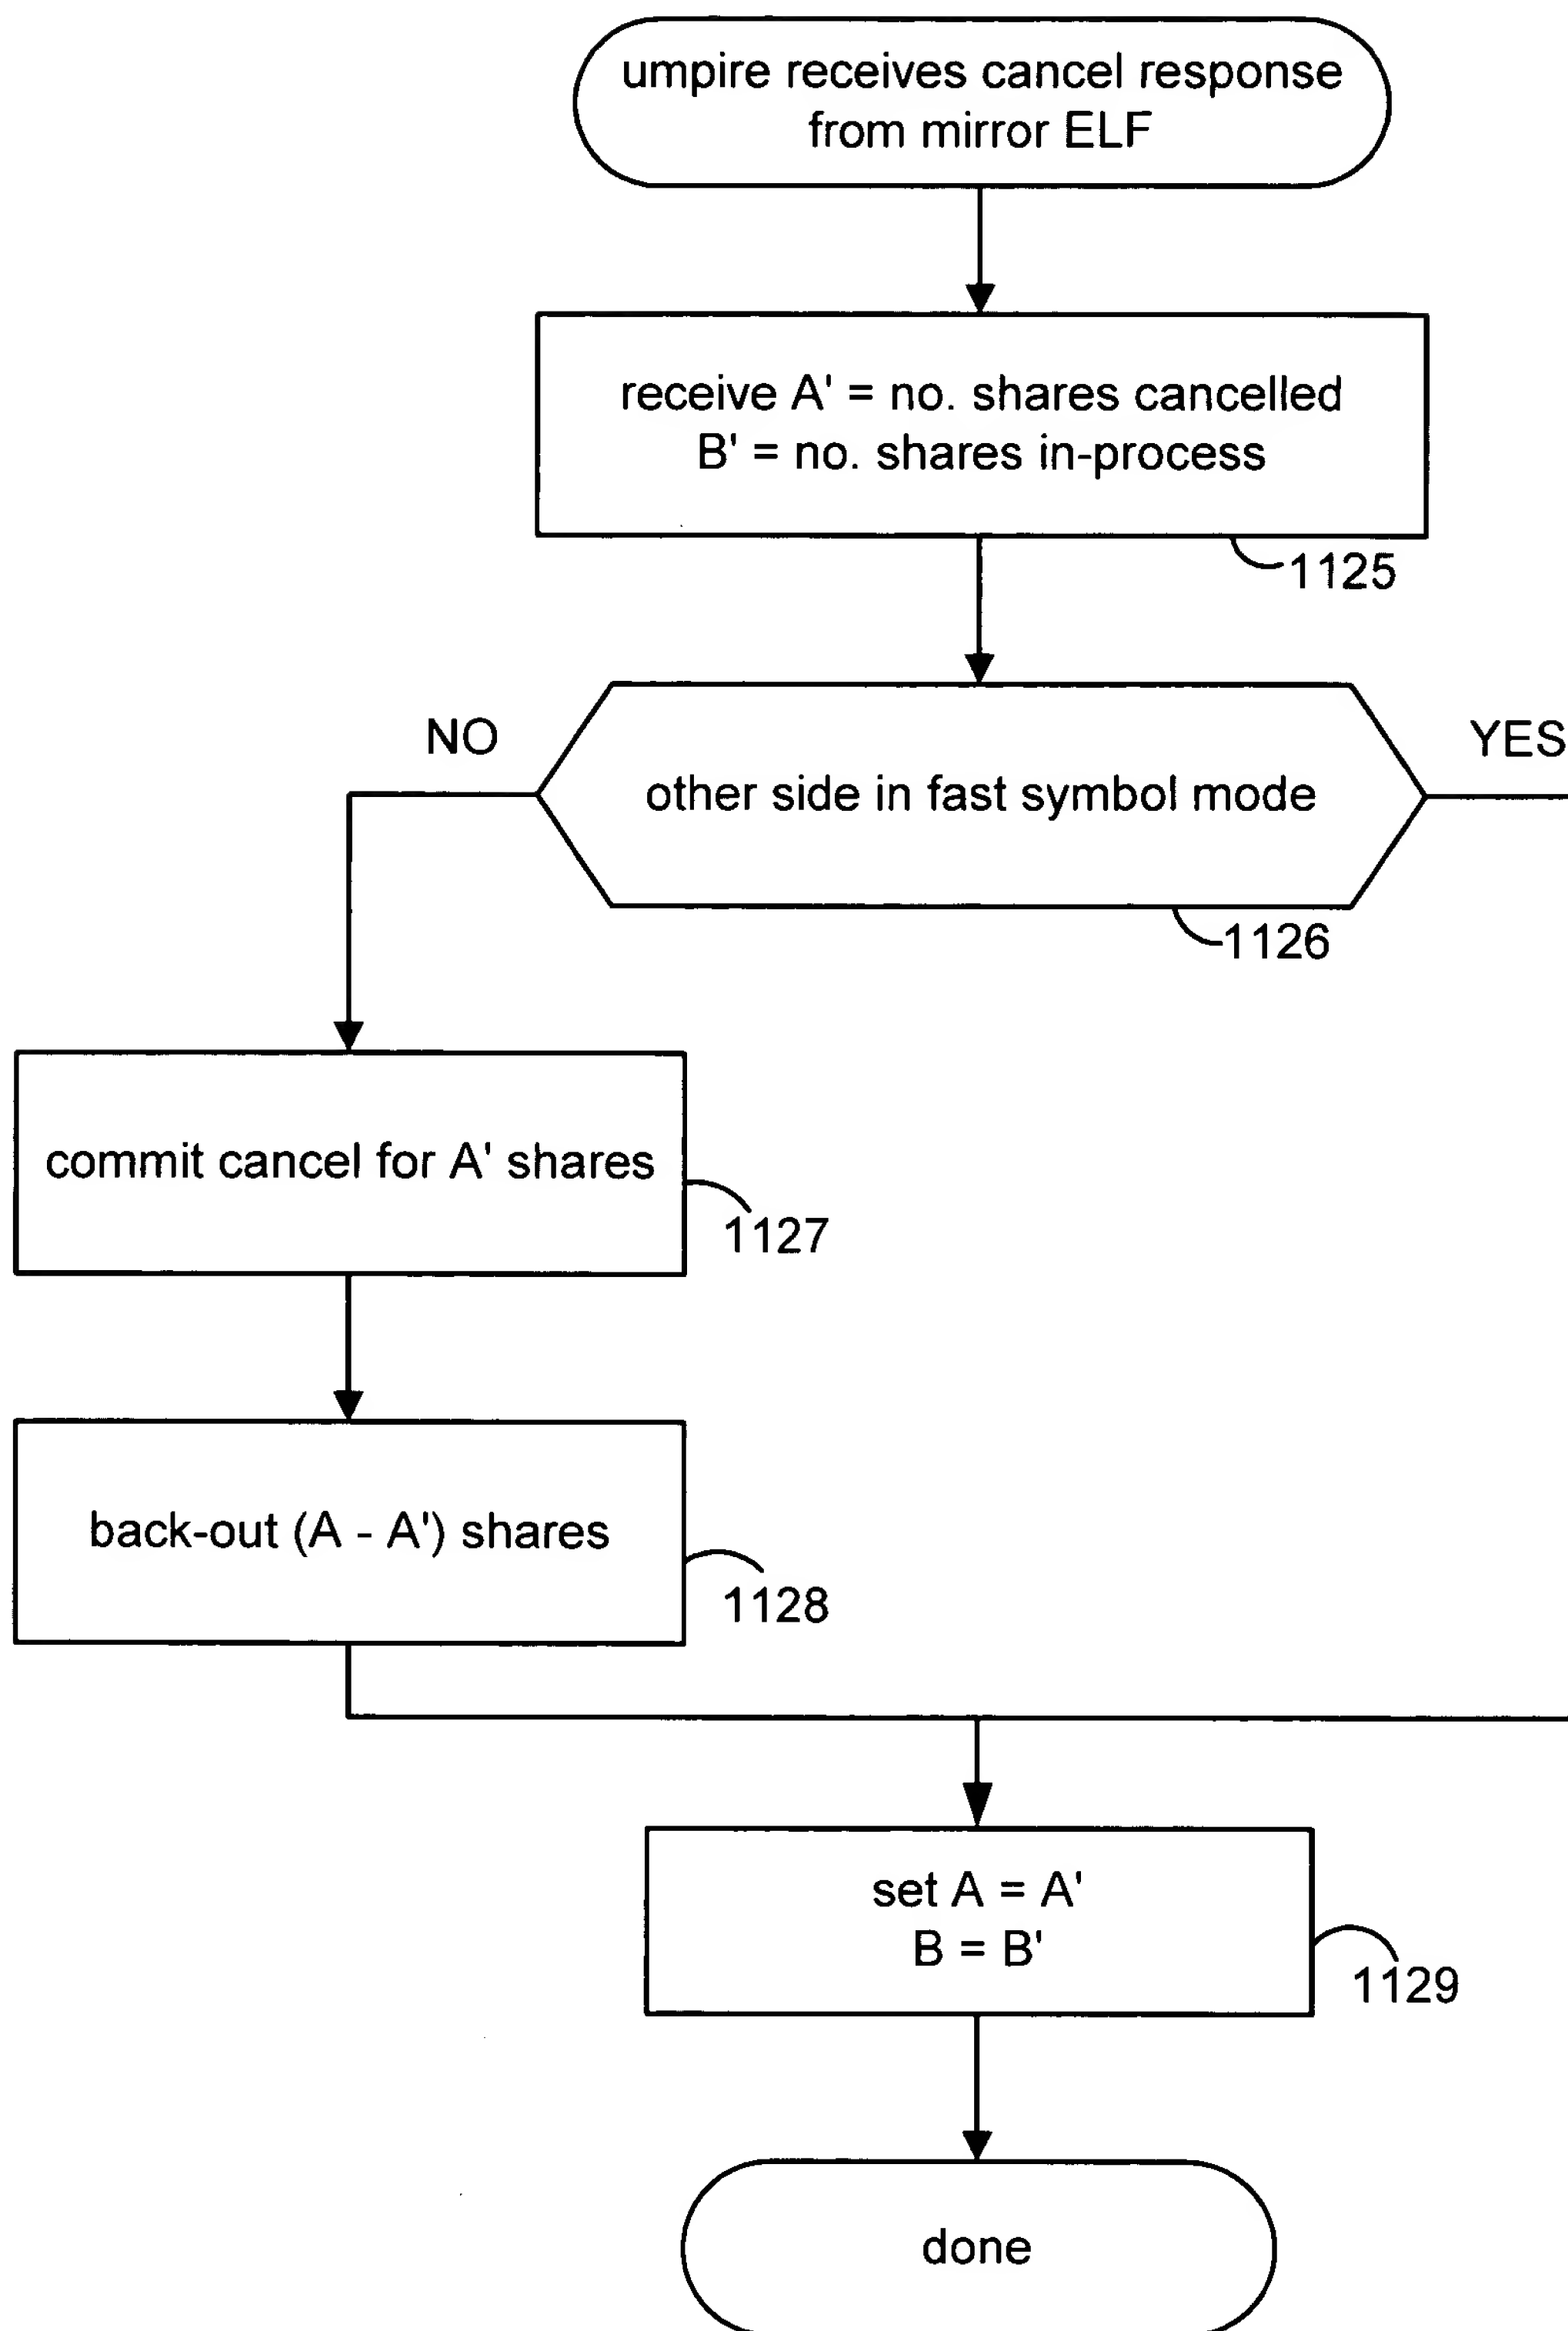 umpire receives cancel response
from mirror ELF
receive A' = no. shares cancelled
B' = no. shares in-process
1125
NO
YES
other side in fast symbol mode
1126
commit cancel for A' shares
1127
back-out (A - A') shares
1128
set A = A'
B = B'
1129
done